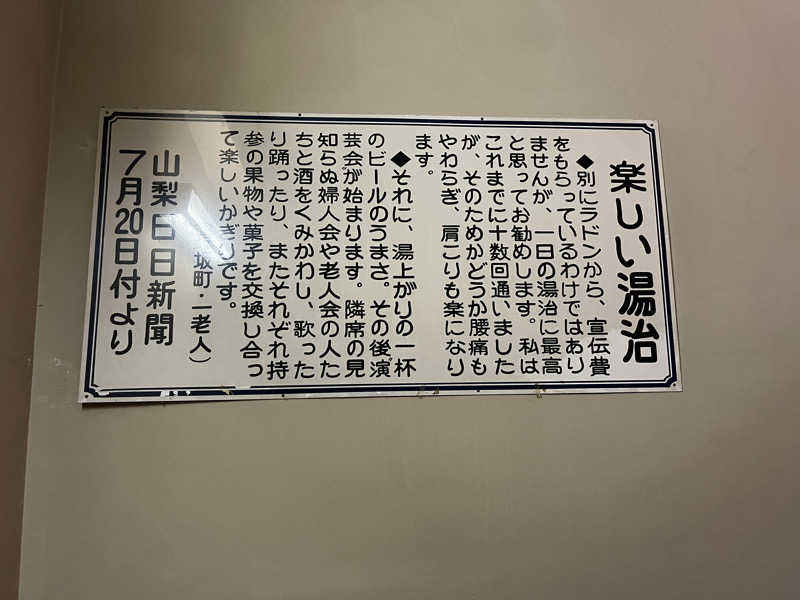 楽しい湯治
◆別にラドンから、宣伝費
をもらっているわけではあり
ませんが、一日の湯治に最高
と思ってお勧めします。私は
これまでに十数回通いました
が、そのためかどうか腰痛も
やわらぎ、肩こりも楽になり
ます。
◆それに、湯上がりの一杯
のビールのうまさ。その後演
芸会が始まります。隣席の見
知らぬ婦人会や老人会の人た
ちと酒をくみかわし、歌った
り踊ったり、またそれぞれ持
参の果物や菓子を交換し合っ
て楽しいかぎりです。
坂町・一老人）
山梨日日新聞
7月20日付より